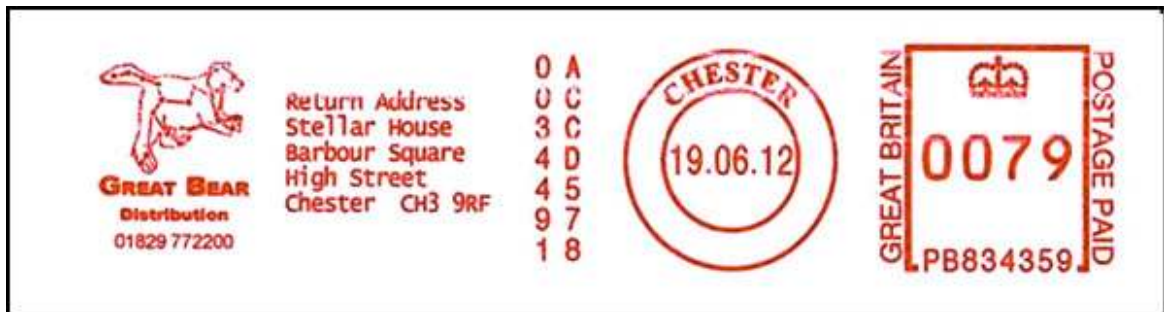 GREAT BEAR
Distribution
01829 772200
Return Address
Stellar House
Barbour Square
High Street
Chester CH3 9RF
0 A
0 C
3 C
4 D
4 5
9 7
1 8
CHESTER
19.06.12
GREAT BRITAIN
0079
POSTAGE PAID
PB834359